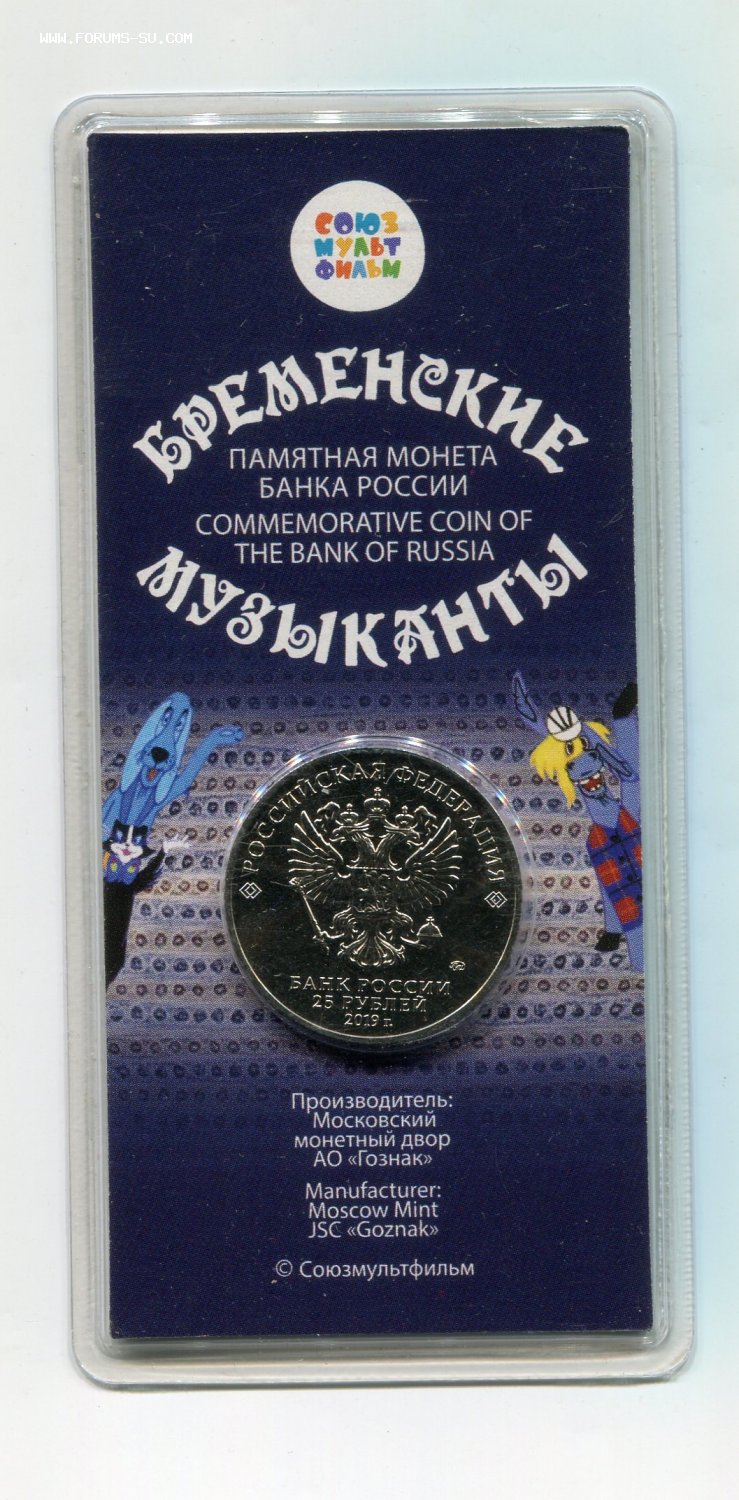 WWW.FORUMS-SU.COM
СОЮЗ
МУЛЬТ
ФИЛЬМ
БРЕМЕНСКИЕ
ПАМЯТНАЯ МОНЕТА
БАНКА РОССИИ
COMMEMORATIVE COIN OF
THE BANK OF RUSSIA
МУЗЫКАНТЫ
РОССИЙСКАЯ ФЕДЕРАЦИЯ
БАНК РОССИИ
25 РУБЛЕЙ
2019 г.
Производитель:
Московский
монетный двор
АО «Гознак»
Manufacturer:
Moscow Mint
JSC «Goznak»
© Союзмультфильм